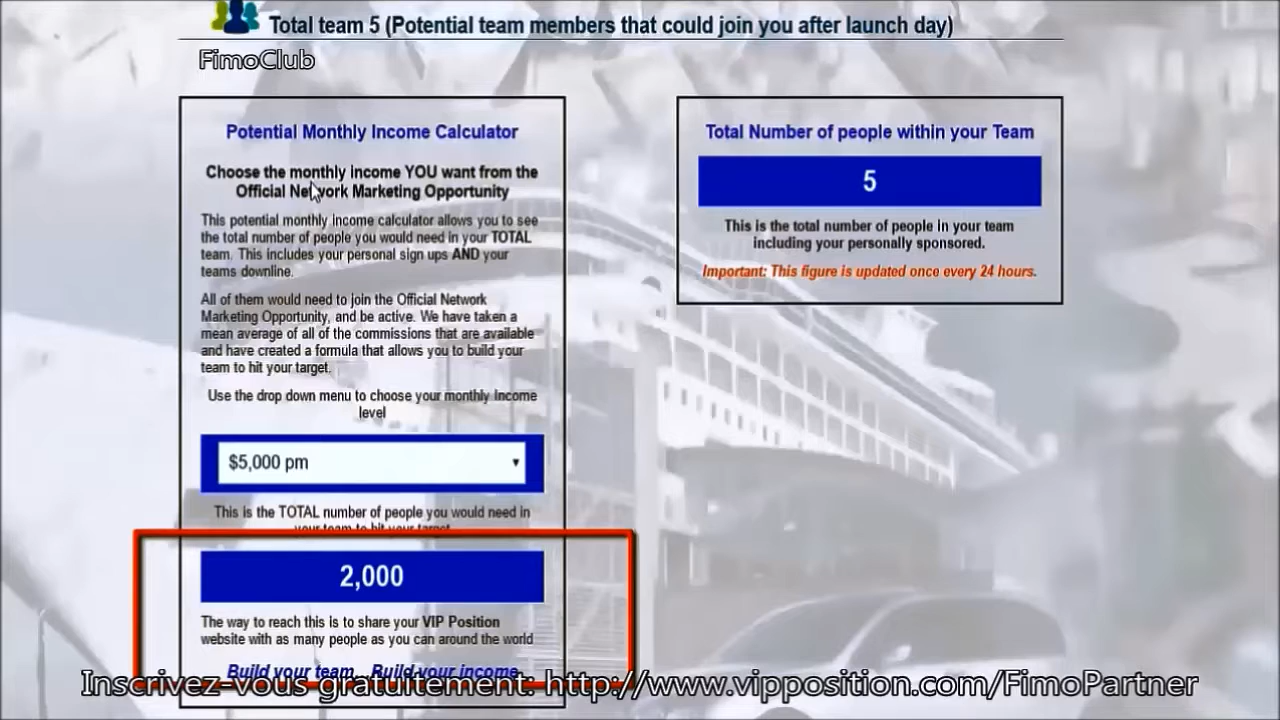 Total team 5 (Potential team members that could join you after launch day)
FimoClub
Potential Monthly Income Calculator
Choose the monthly income YOU want from the
Official Network Marketing Opportunity
This potential monthly income calculator allows you to see
the total number of people you would need in your TOTAL
team. This includes your personal sign ups AND your
teams downline.
All of them would need to join the Official Network
Marketing Opportunity, and be active. We have taken a
mean average of all of the commissions that are available
and have created a formula that allows you to build your
team to hit your target.
Use the drop down menu to choose your monthly Income
level
$5,000 pm
This is the TOTAL number of people you would need in
your team to hit your target
2,000
The way to reach this is to share your VIP Position
website with as many people as you can around the world
Build your team... Build your income...
Total Number of people within your Team
5
This is the total number of people in your team
including your personally sponsored.
Important: This figure is updated once every 24 hours.
Inscrivez-vous gratuitement: http://www.vipposition.com/FimoPartner